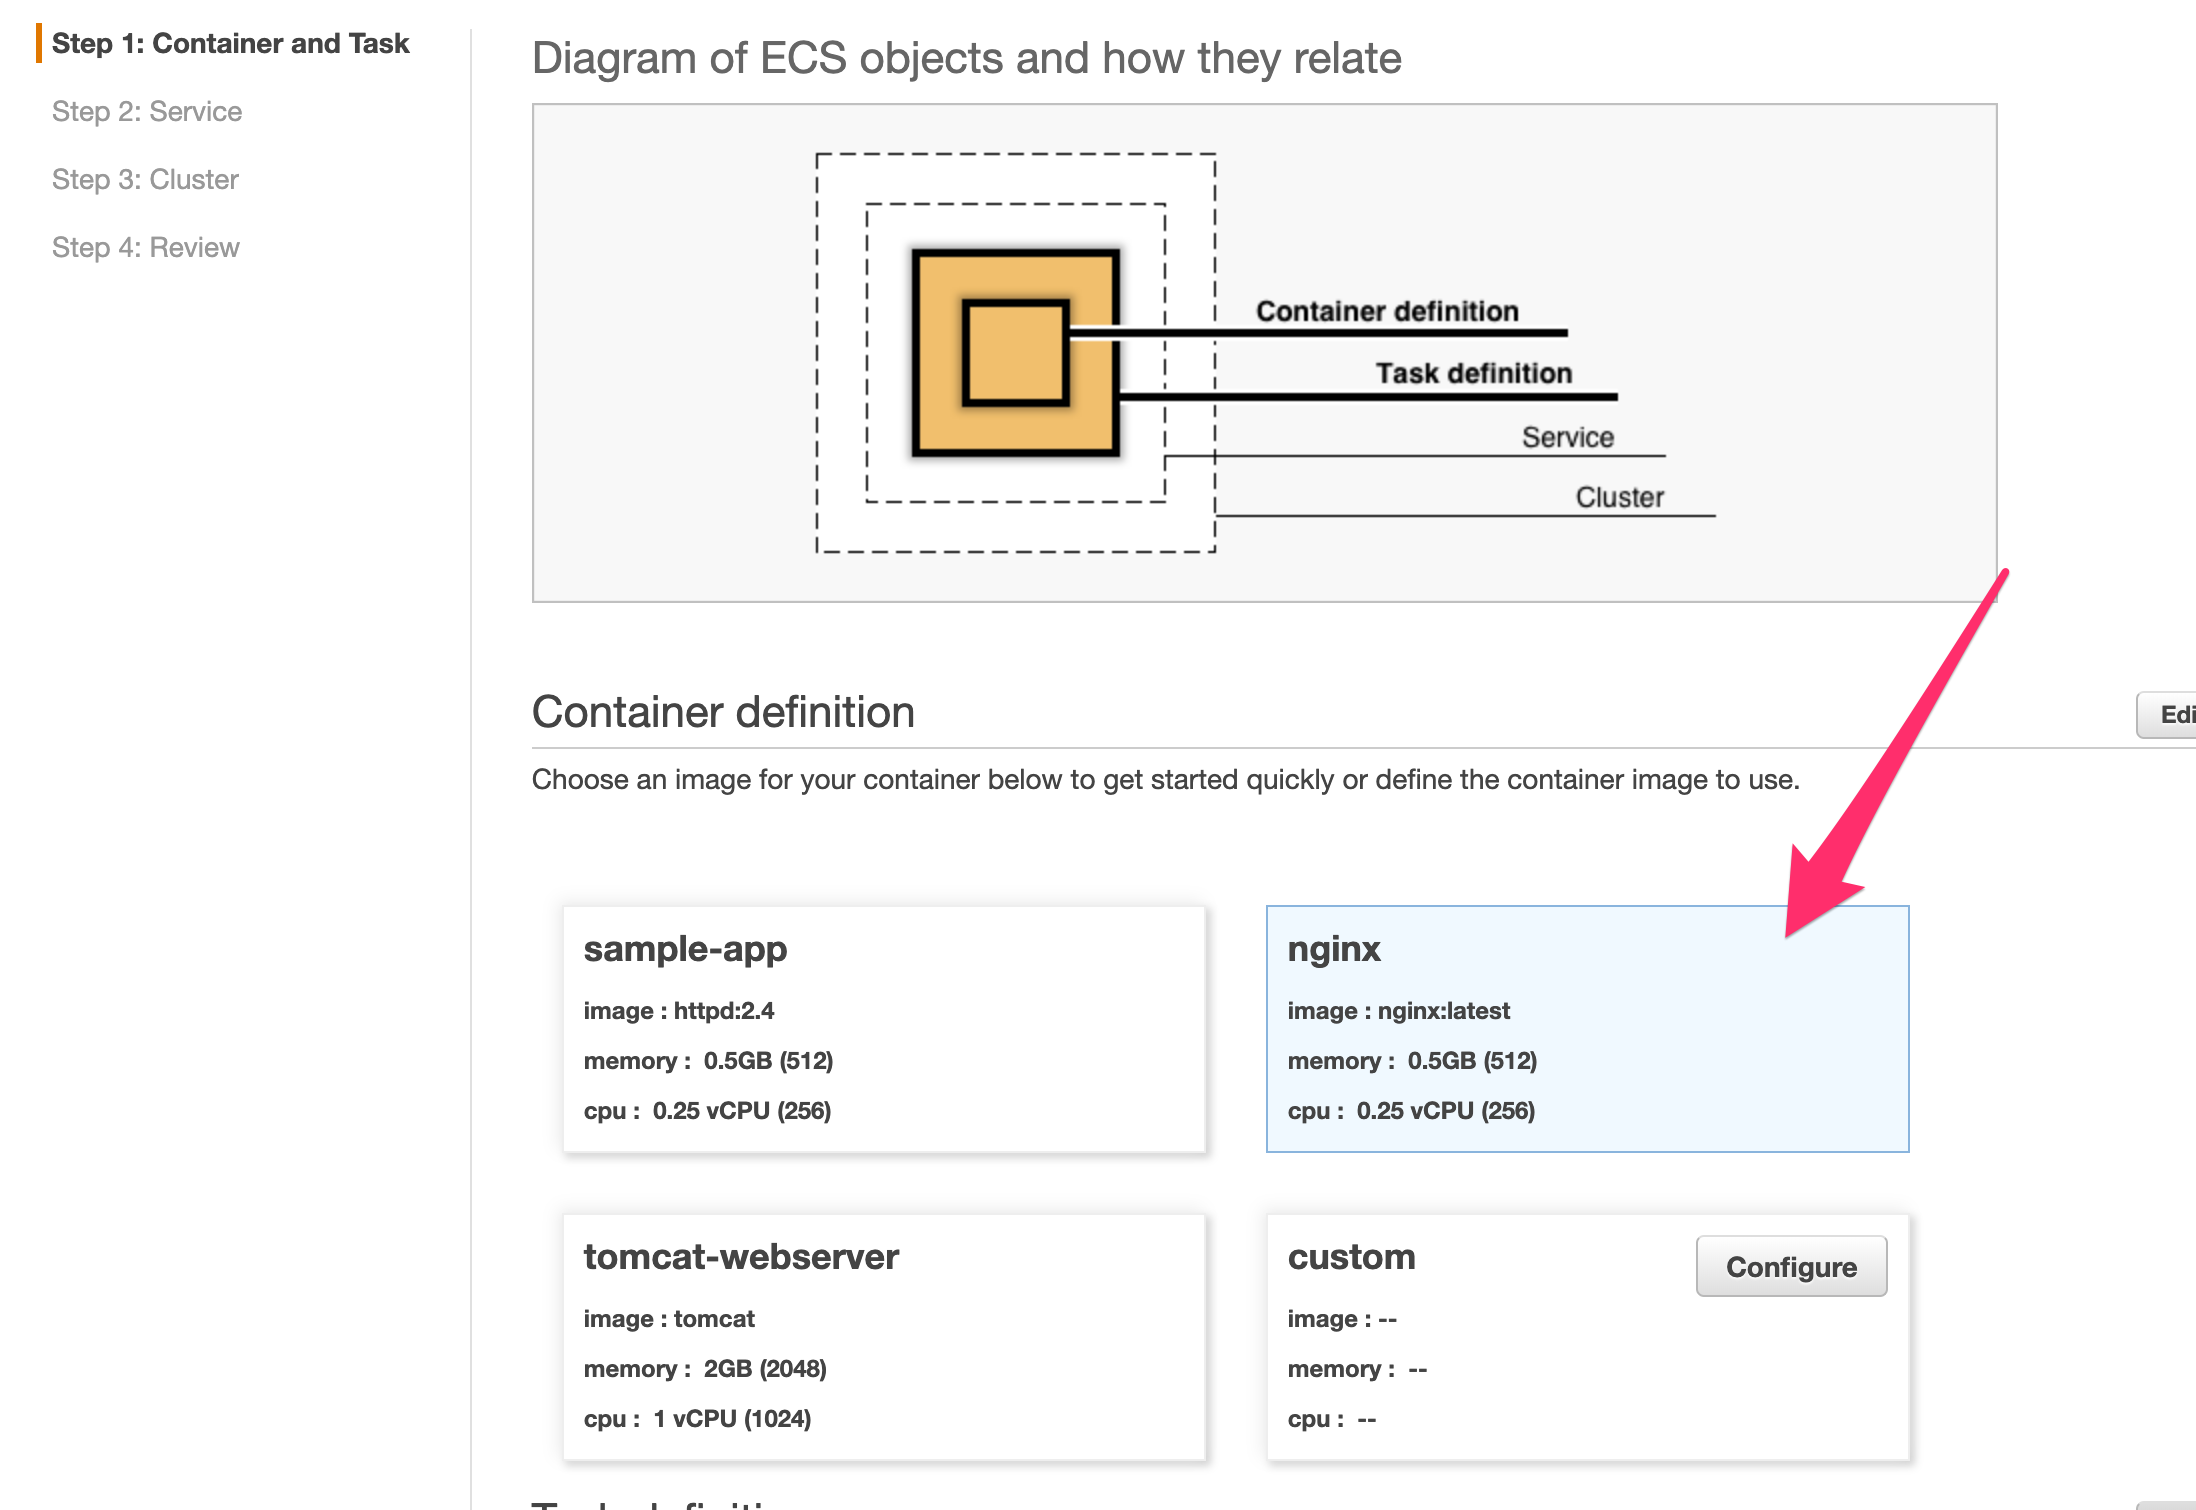 Step 1: Container and Task
Step 2: Service
Step 3: Cluster
Step 4: Review
Diagram of ECS objects and how they relate
Container definition
Task definition
Service
Cluster
Container definition
Edi
Choose an image for your container below to get started quickly or define the container image to use.
sample-app
image : httpd:2.4
memory : 0.5GB (512)
cpu : 0.25 vCPU (256)
nginx
image : nginx:latest
memory : 0.5GB (512)
cpu : 0.25 vCPU (256)
tomcat-webserver
image : tomcat
memory : 2GB (2048)
cpu : 1 vCPU (1024)
custom
Configure
image : --
memory : --
cpu : --